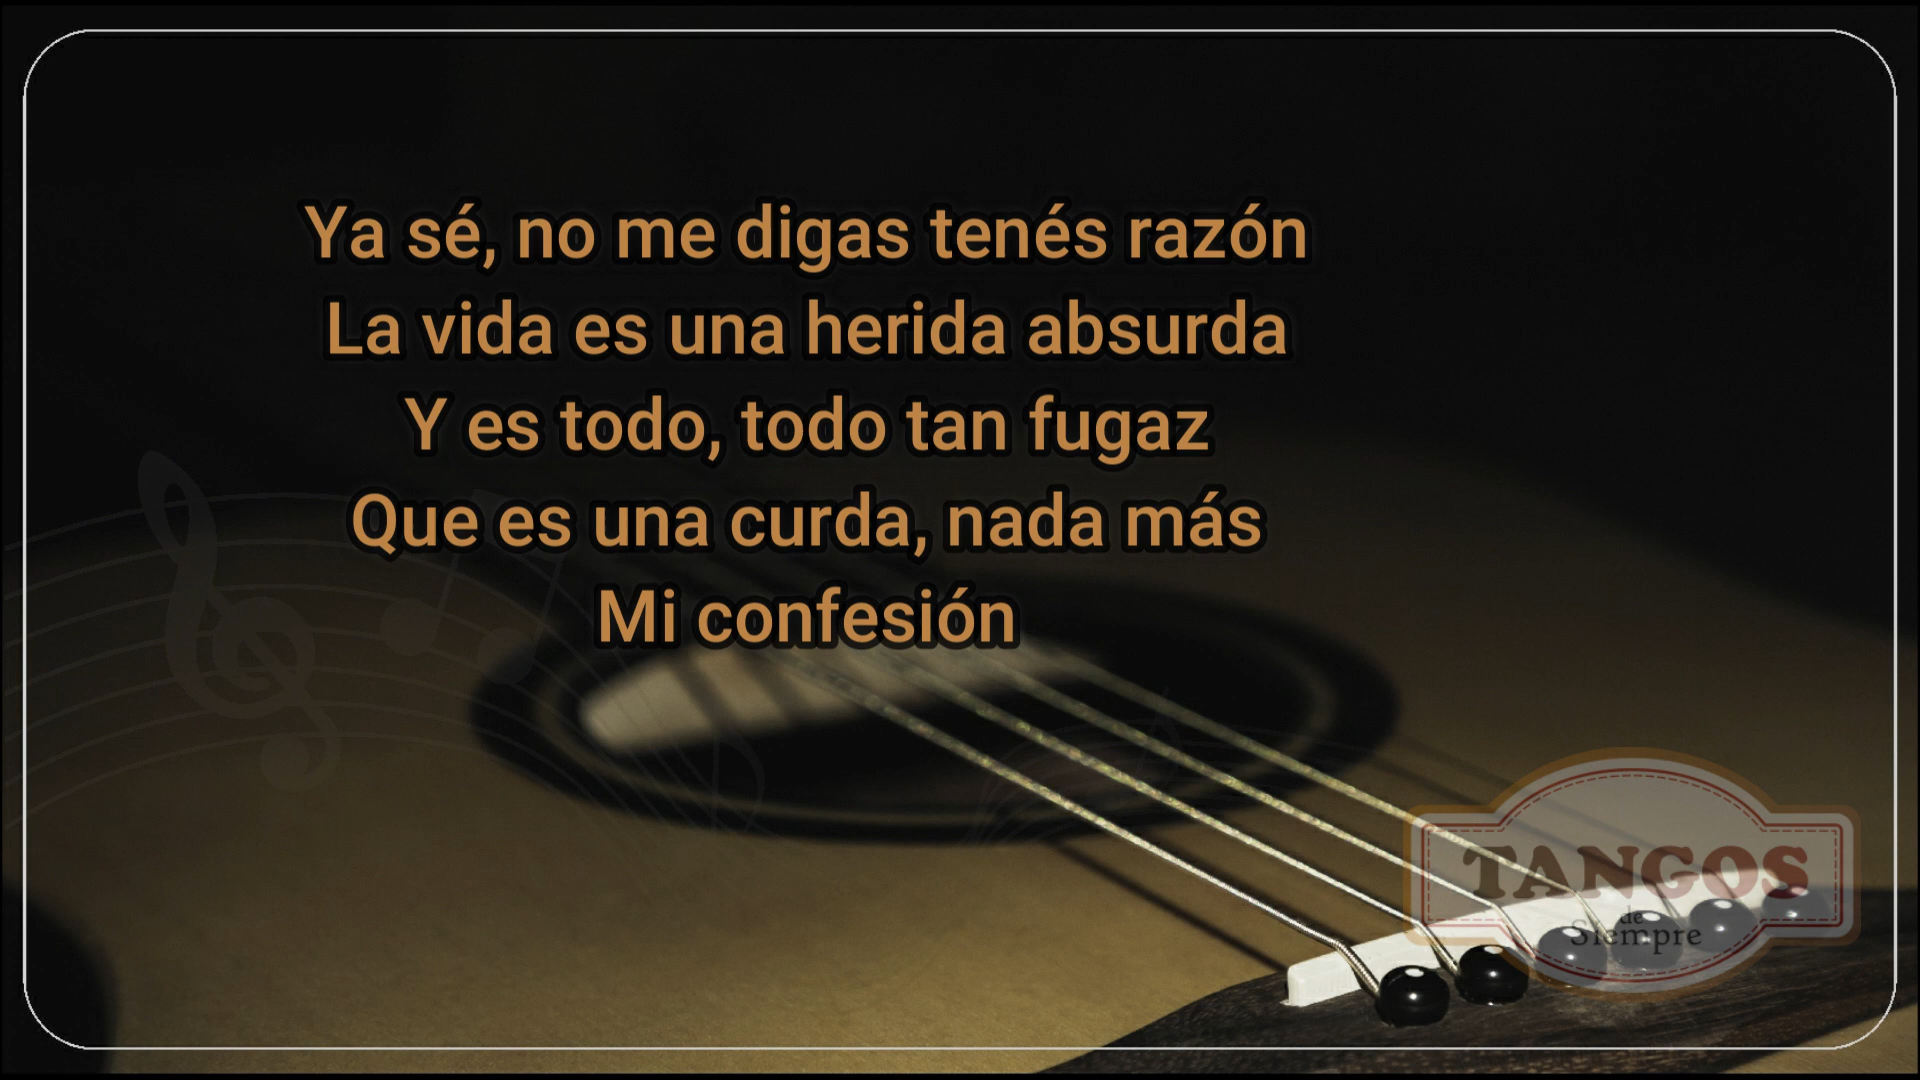 Ya sé, no me digas tenés razón
La vida es una herida absurda
Y es todo, todo tan fugaz
Que es una curda, nada más
Mi confesión
TANGOS
de
Siempre